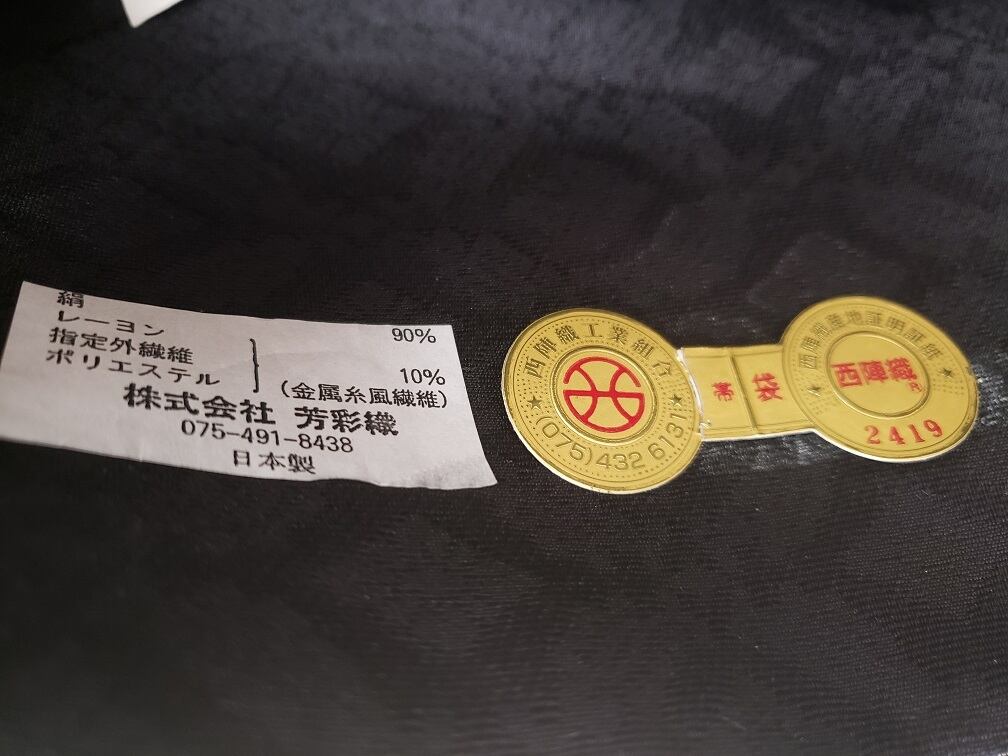 絹 90%
レーヨン
指定外繊維
ポリエステル 10%
(金属糸風繊維)
株式会社 芳彩織
075-491-8438
日本製
西陣織工業組合
★(075)432 6131★
袋帯
★西陣織産地証明証紙★
西陣織®
2419